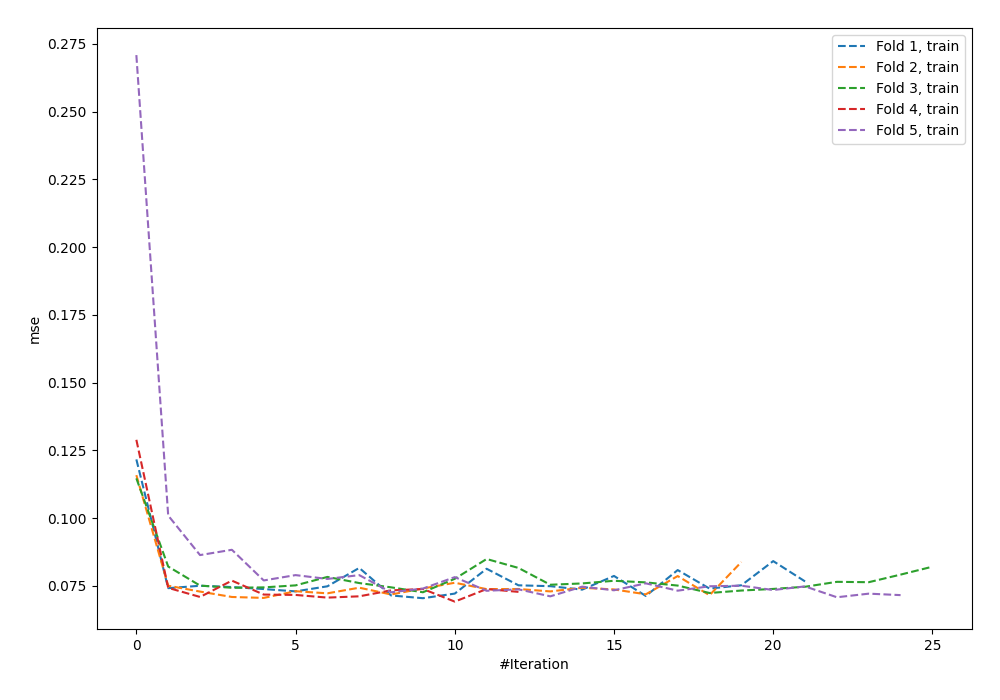 0.275
0.250
0.225
0.200
0.175
0.150
0.125
0.100
0.075
mse
0
5
10
15
20
25
#Iteration
Fold 1, train
Fold 2, train
Fold 3, train
Fold 4, train
Fold 5, train